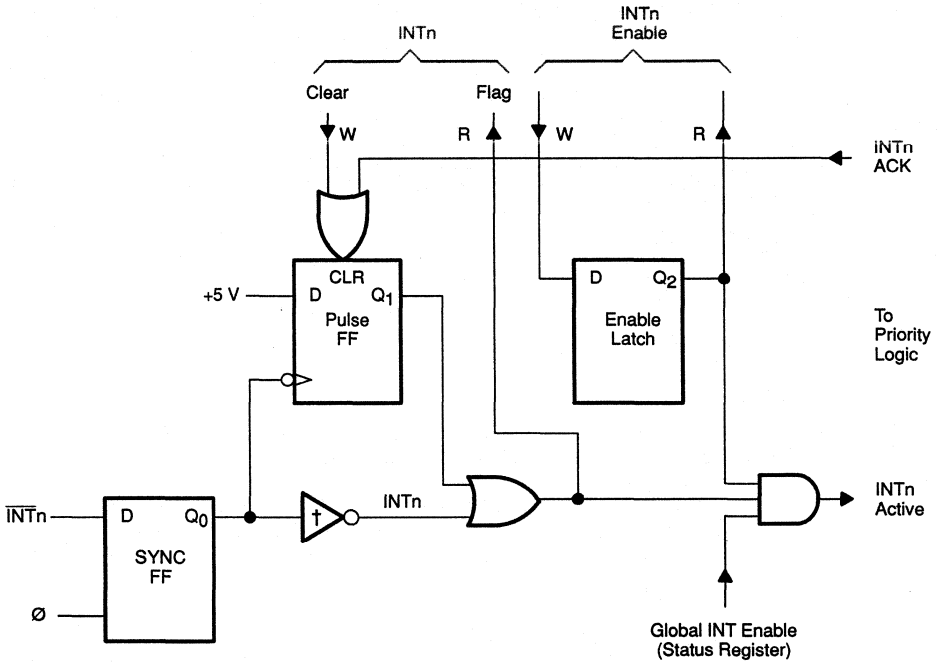 INTn
INTn
Enable
Clear
Flag
W
R
W
R
INTn
ACK
CLR
+5 V
D
Q1
Pulse
FF
D
Q2
Enable
Latch
To
Priority
Logic
INTn
D
Q0
†
INTn
INTn
Active
SYNC
FF
Ø
Global INT Enable
(Status Register)